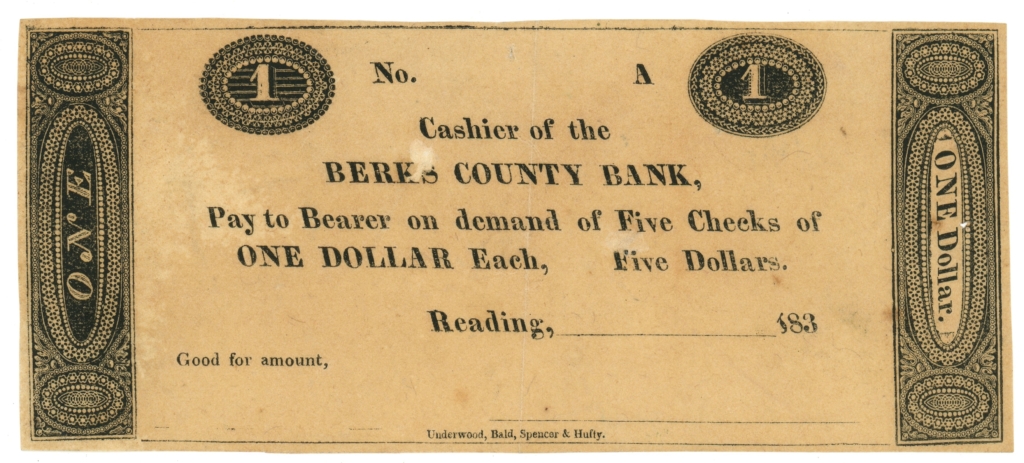 1 No. A 1
Cashier of the
BERKS COUNTY BANK,
Pay to Bearer on demand of Five Checks of
ONE DOLLAR Each, Five Dollars.
Reading, 183
Good for amount,
Underwood, Bald, Spencer & Hufty.
ONE
ONE Dollar.